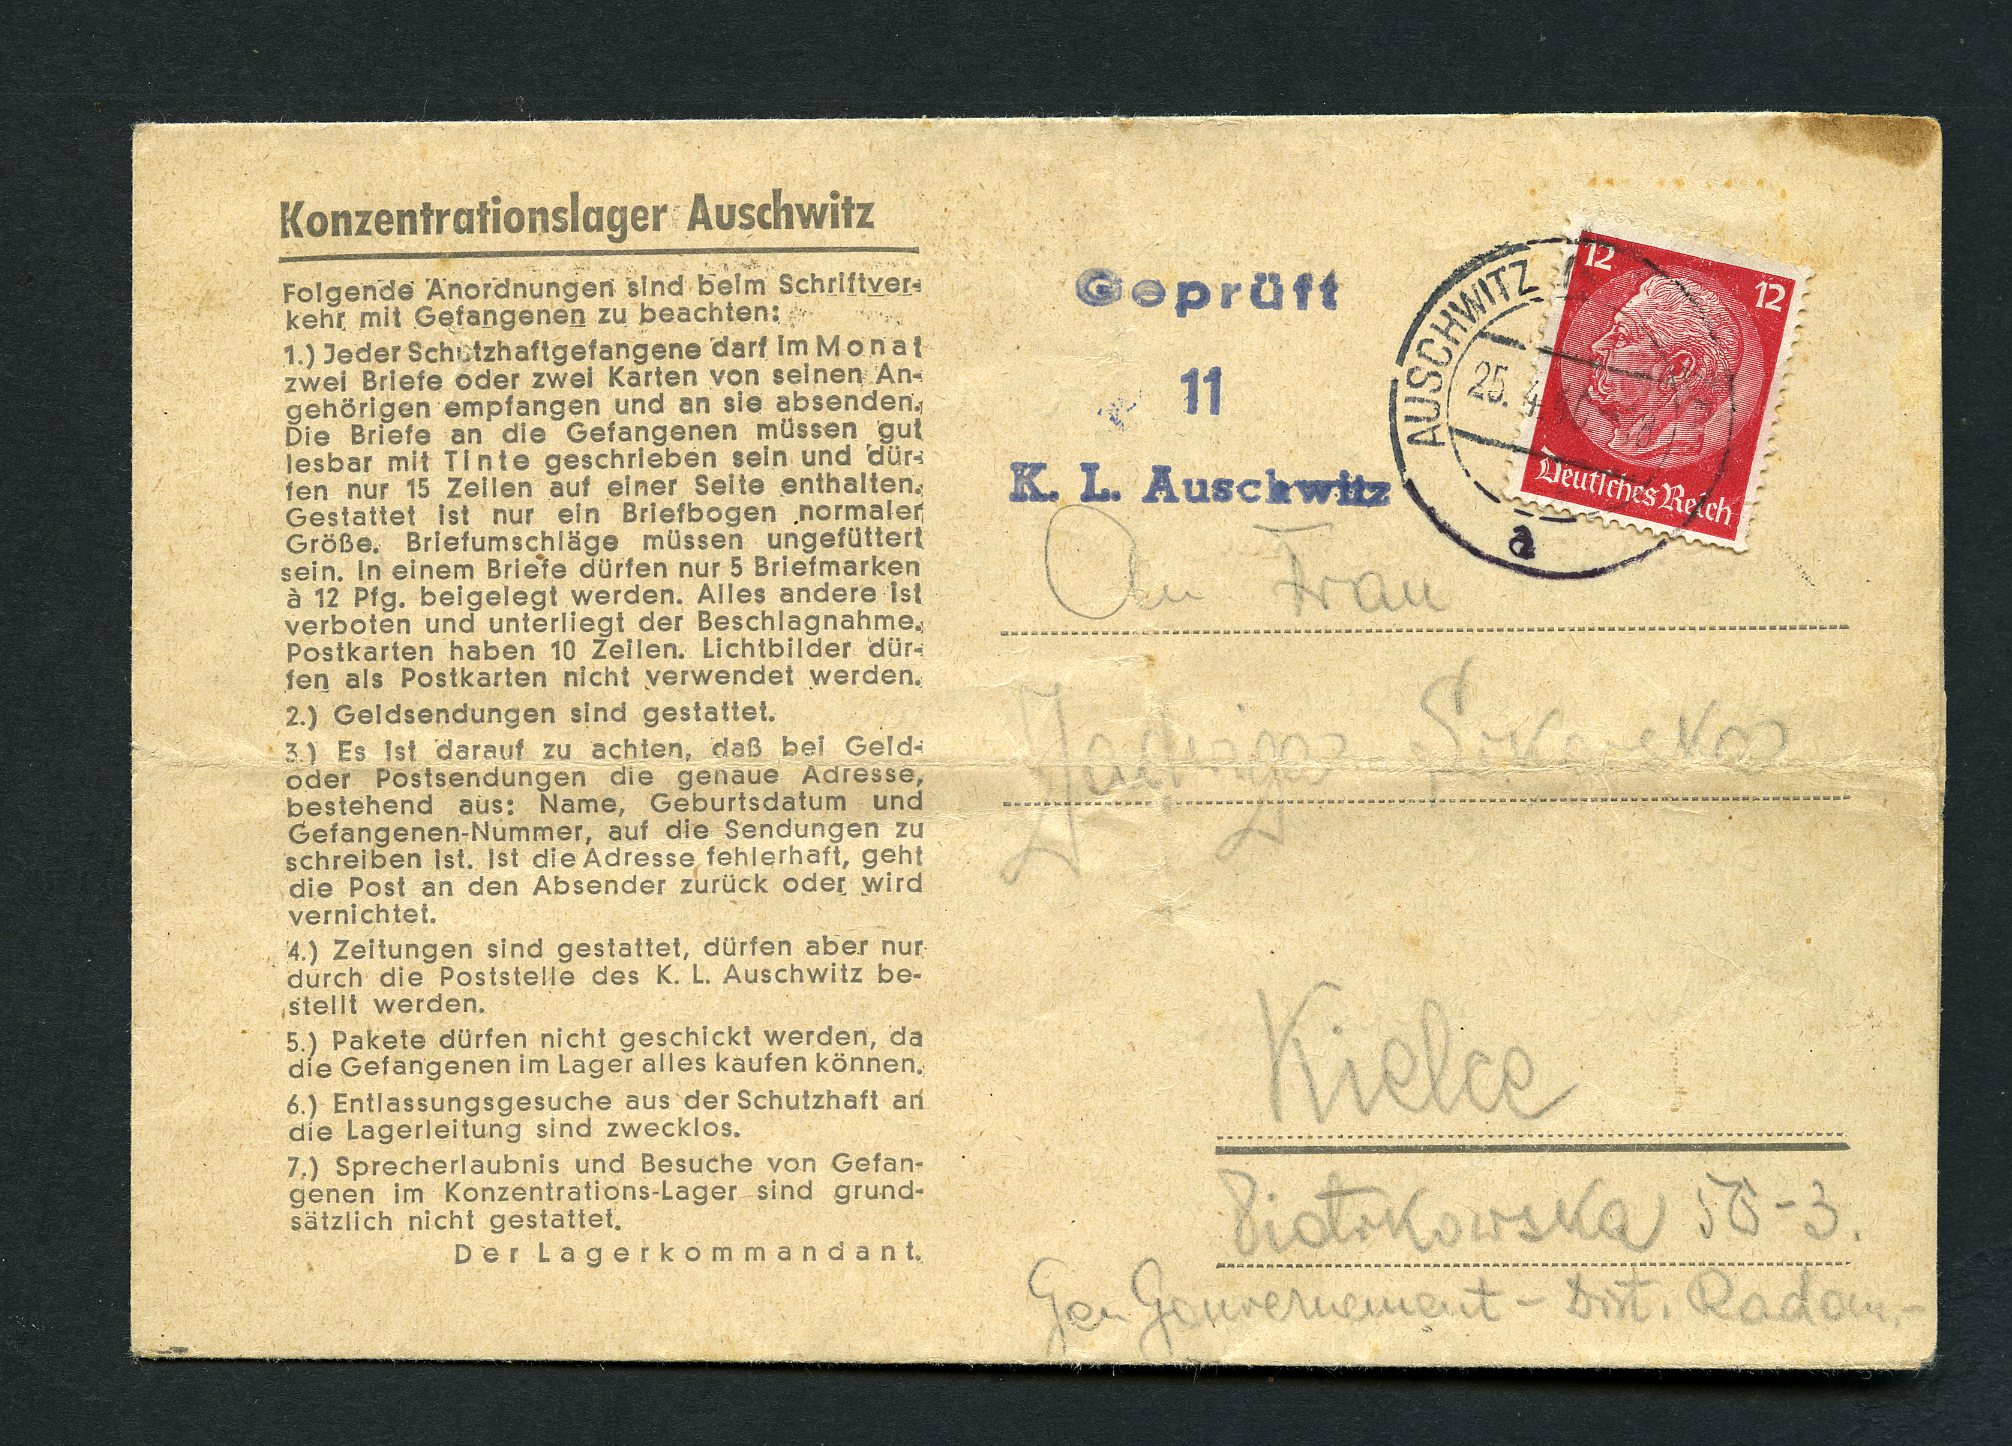 Konzentrationslager Auschwitz
Folgende Anordnungen sind beim Schriftver-
kehr mit Gefangenen zu beachten:
1.) Jeder Schutzhaftgefangene darf im Monat
zwei Briefe oder zwei Karten von seinen An-
gehörigen empfangen und an sie absenden.
Die Briefe an die Gefangenen müssen gut
lesbar mit Tinte geschrieben sein und dür-
fen nur 15 Zeilen auf einer Seite enthalten.
Gestattet ist nur ein Briefbogen normaler
Größe. Briefumschläge müssen ungefüttert
sein. In einem Briefe dürfen nur 5 Briefmarken
à 12 Pfg. beigelegt werden. Alles andere ist
verboten und unterliegt der Beschlagnahme.
Postkarten haben 10 Zeilen. Lichtbilder dür-
fen als Postkarten nicht verwendet werden.
2.) Geldsendungen sind gestattet.
3.) Es ist darauf zu achten, daß bei Geld-
oder Postsendungen die genaue Adresse,
bestehend aus: Name, Geburtsdatum und
Gefangenen-Nummer, auf die Sendungen zu
schreiben ist. Ist die Adresse fehlerhaft, geht
die Post an den Absender zurück oder wird
vernichtet.
4.) Zeitungen sind gestattet, dürfen aber nur
durch die Poststelle des K. L. Auschwitz be-
stellt werden.
5.) Pakete dürfen nicht geschickt werden, da
die Gefangenen im Lager alles kaufen können.
6.) Entlassungsgesuche aus der Schutzhaft an
die Lagerleitung sind zwecklos.
7.) Sprecherlaubnis und Besuche von Gefan-
genen im Konzentrations-Lager sind grund-
sätzlich nicht gestattet.
Der Lagerkommandant.
Geprüft
11
K. L. Auschwitz
AUSCHWITZ
25. 4.
a
12 12
Deutsches Reich
An Frau
Jadwiga
Kielce
Piotrkowska 56-3.
Gen Gouvernement - Dist. Radom.-